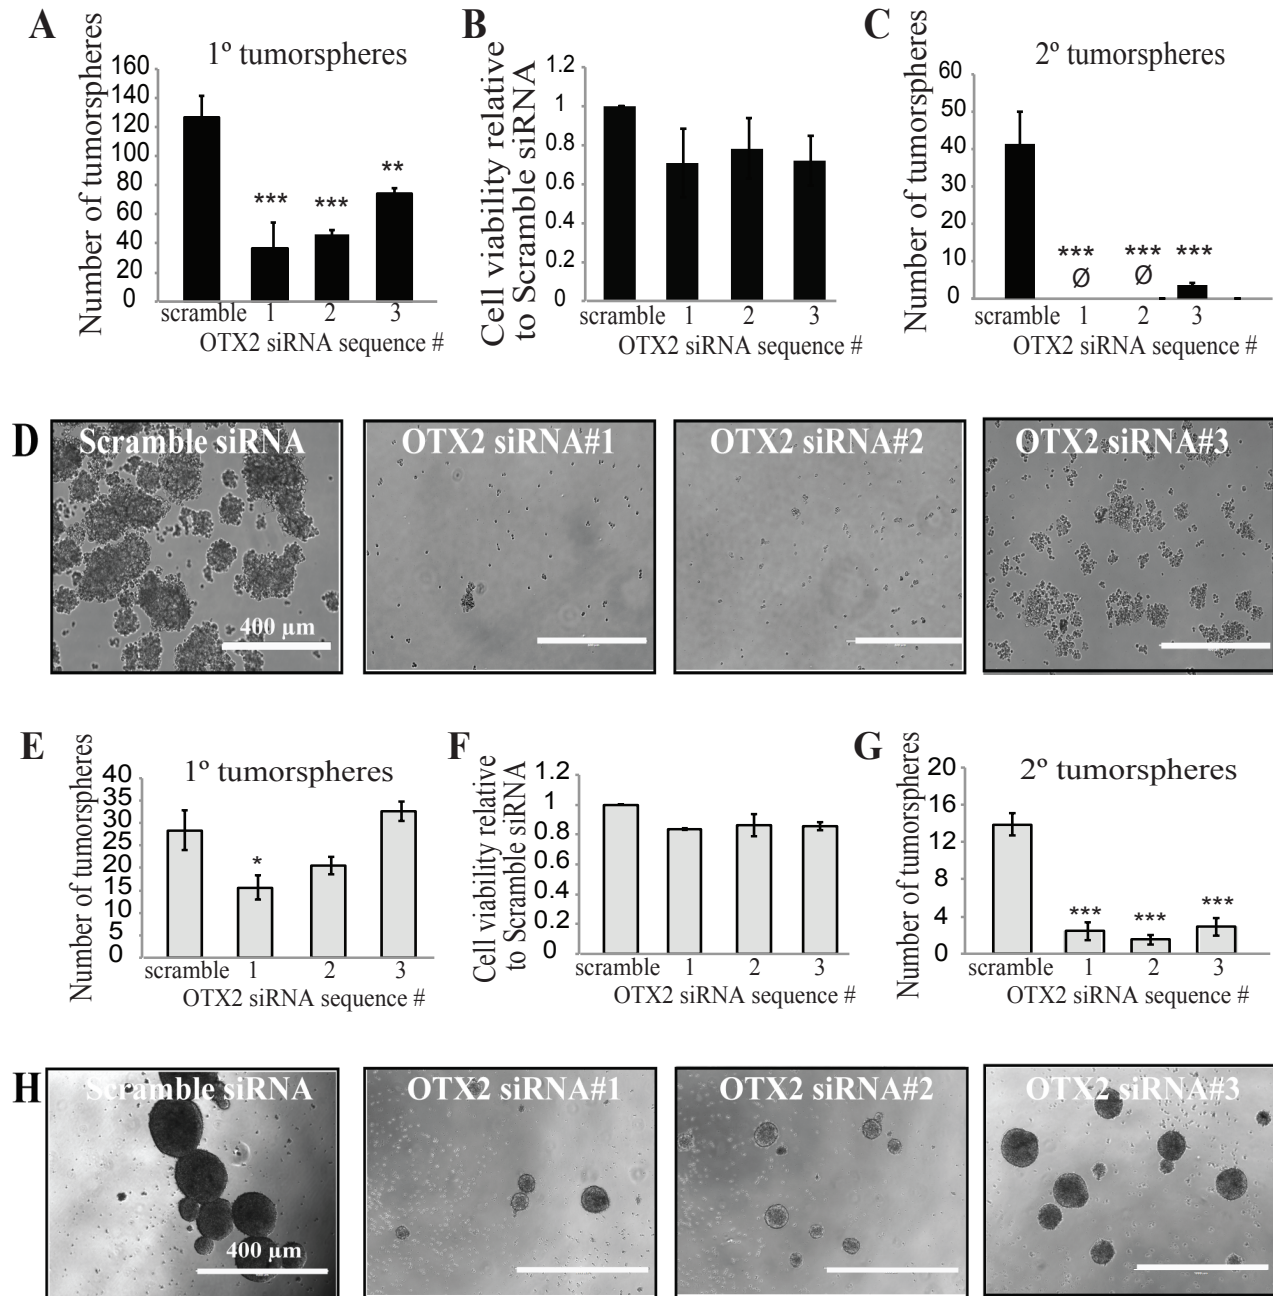 A
1º tumorspheres
Number of tumorspheres
160
140
120
100
80
60
40
20
0
***
***
**
scramble 1 2 3
OTX2 siRNA sequence #
B
Cell viability relative
to Scramble siRNA
1.2
1
0.8
0.6
0.4
0.2
0
scramble 1 2 3
OTX2 siRNA sequence #
C
2º tumorspheres
Number of tumorspheres
60
50
40
30
20
10
0
***
***
***
Ø
Ø
scramble 1 2 3
OTX2 siRNA sequence #
D
Scramble siRNA
400 µm
OTX2 siRNA#1
OTX2 siRNA#2
OTX2 siRNA#3
E
1º tumorspheres
Number of tumorspheres
40
35
30
25
20
15
10
5
0
*
scramble 1 2 3
OTX2 siRNA sequence #
F
Cell viability relative
to Scramble siRNA
1.2
1
0.8
0.6
0.4
0.2
0
scramble 1 2 3
OTX2 siRNA sequence #
G
2º tumorspheres
Number of tumorspheres
20
16
12
8
4
0
***
***
***
scramble 1 2 3
OTX2 siRNA sequence #
H
Scramble siRNA
400 µm
OTX2 siRNA#1
OTX2 siRNA#2
OTX2 siRNA#3